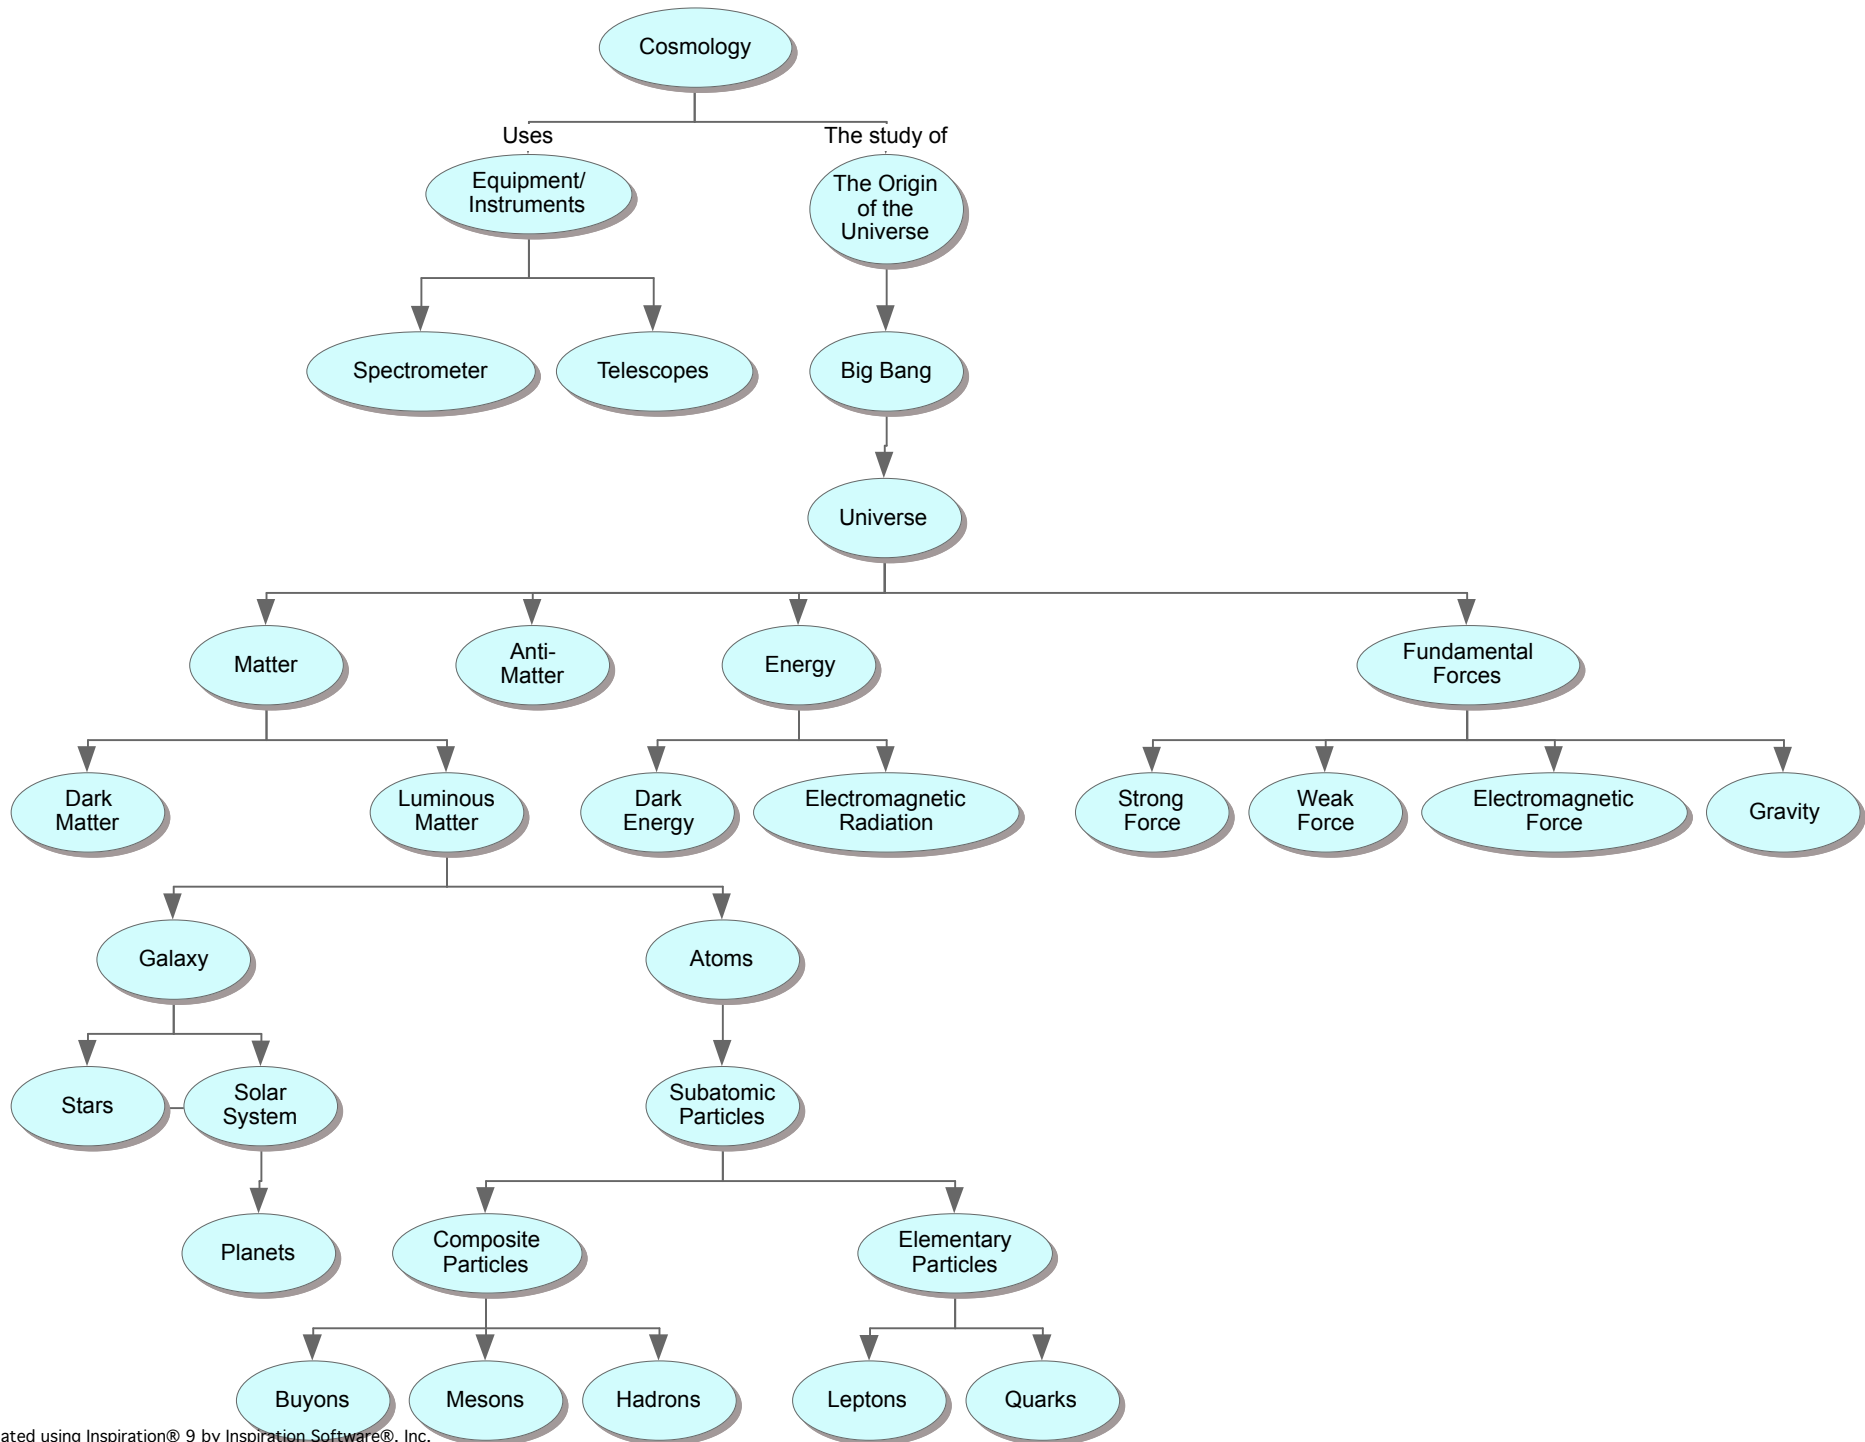 Cosmology
Uses
The study of
Equipment/
Instruments
The Origin
of the
Universe
Spectrometer
Telescopes
Big Bang
Universe
Matter
Anti-
Matter
Energy
Fundamental
Forces
Dark
Matter
Luminous
Matter
Dark
Energy
Electromagnetic
Radiation
Strong
Force
Weak
Force
Electromagnetic
Force
Gravity
Galaxy
Atoms
Stars
Solar
System
Subatomic
Particles
Planets
Composite
Particles
Elementary
Particles
Buyons
Mesons
Hadrons
Leptons
Quarks
ated using Inspiration® 9 by Inspiration Software®, Inc.